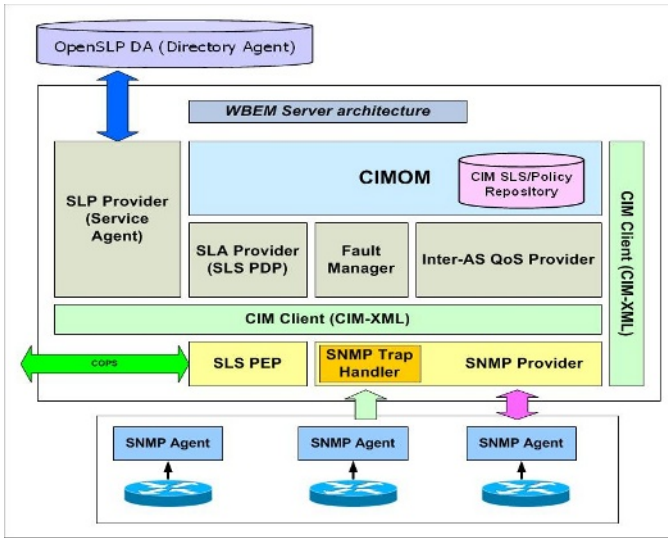 OpenSLP DA (Directory Agent)
WBEM Server architecture
SLP Provider
(Service
Agent)
CIMOM
CIM SLS/Policy
Repository
CIM Client (CIM-XML)
SLA Provider
(SLS PDP)
Fault
Manager
Inter-AS QoS Provider
CIM Client (CIM-XML)
COPS
SLS PEP
SNMP Trap
Handler
SNMP Provider
SNMP Agent
SNMP Agent
SNMP Agent